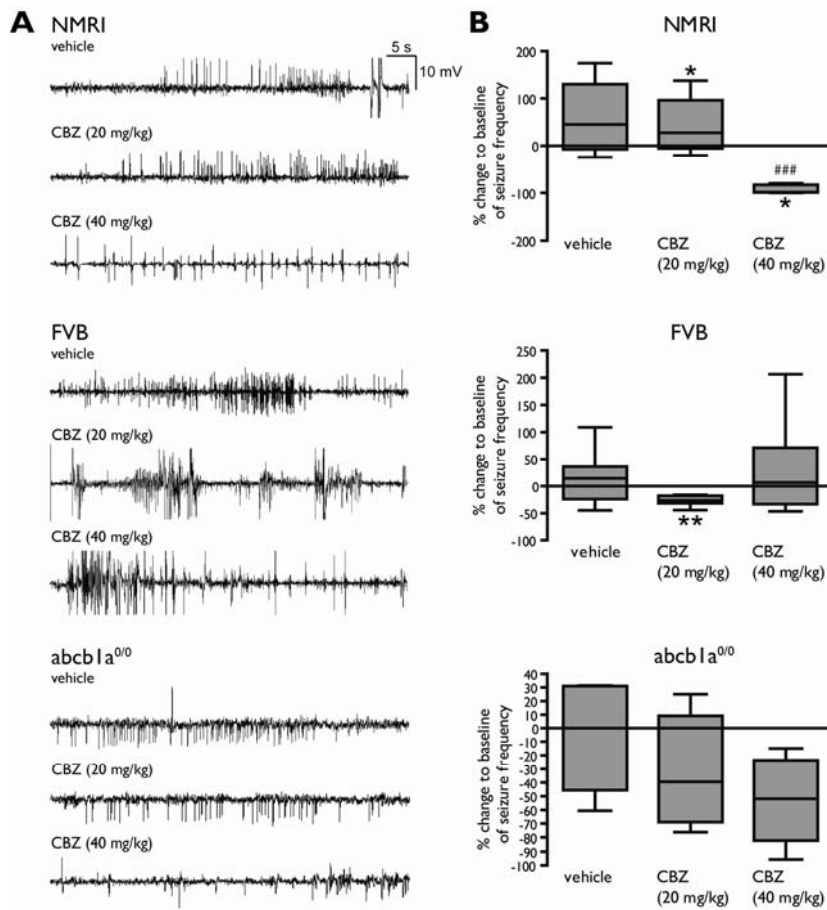 A
NMRI
vehicle
5 s
10 mV
CBZ (20 mg/kg)
CBZ (40 mg/kg)
FVB
vehicle
CBZ (20 mg/kg)
CBZ (40 mg/kg)
abcb1a0/0
vehicle
CBZ (20 mg/kg)
CBZ (40 mg/kg)
B
NMRI
% change to baseline
of seizure frequency
200
100
0
-100
-200
*
###
*
vehicle
CBZ
(20 mg/kg)
CBZ
(40 mg/kg)
FVB
% change to baseline
of seizure frequency
250
200
150
100
50
0
-50
-100
**
vehicle
CBZ
(20 mg/kg)
CBZ
(40 mg/kg)
abcb1a0/0
% change to baseline
of seizure frequency
40
30
20
10
0
-10
-20
-30
-40
-50
-60
-70
-80
-90
-100
vehicle
CBZ
(20 mg/kg)
CBZ
(40 mg/kg)